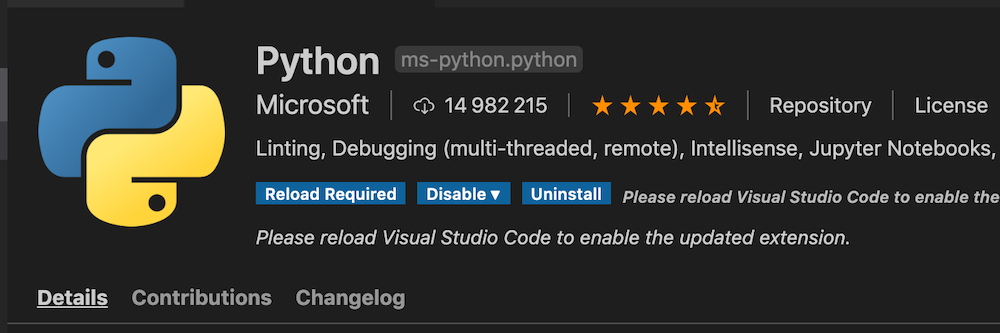 Python ms-python.python
Microsoft 14 982 215 Repository License
Linting, Debugging (multi-threaded, remote), Intellisense, Jupyter Notebooks,
Reload Required Disable ▾ Uninstall Please reload Visual Studio Code to enable the
Please reload Visual Studio Code to enable the updated extension.
Details Contributions Changelog